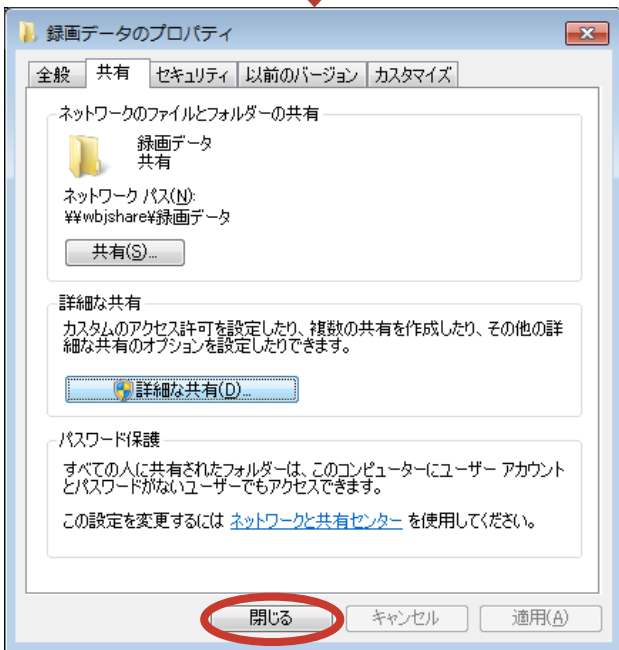 録画データのプロパティ
全般 共有 セキュリティ 以前のバージョン カスタマイズ
ネットワークのファイルとフォルダーの共有
録画データ
共有
ネットワーク パス(N):
¥¥wbjshare¥録画データ
共有(S)...
詳細な共有
カスタムのアクセス許可を設定したり、複数の共有を作成したり、その他の詳
細な共有のオプションを設定したりできます。
詳細な共有(D)...
パスワード保護
すべての人に共有されたフォルダーは、このコンピューターにユーザー アカウント
とパスワードがないユーザーでもアクセスできます。
この設定を変更するには ネットワークと共有センター を使用してください。
閉じる キャンセル 適用(A)